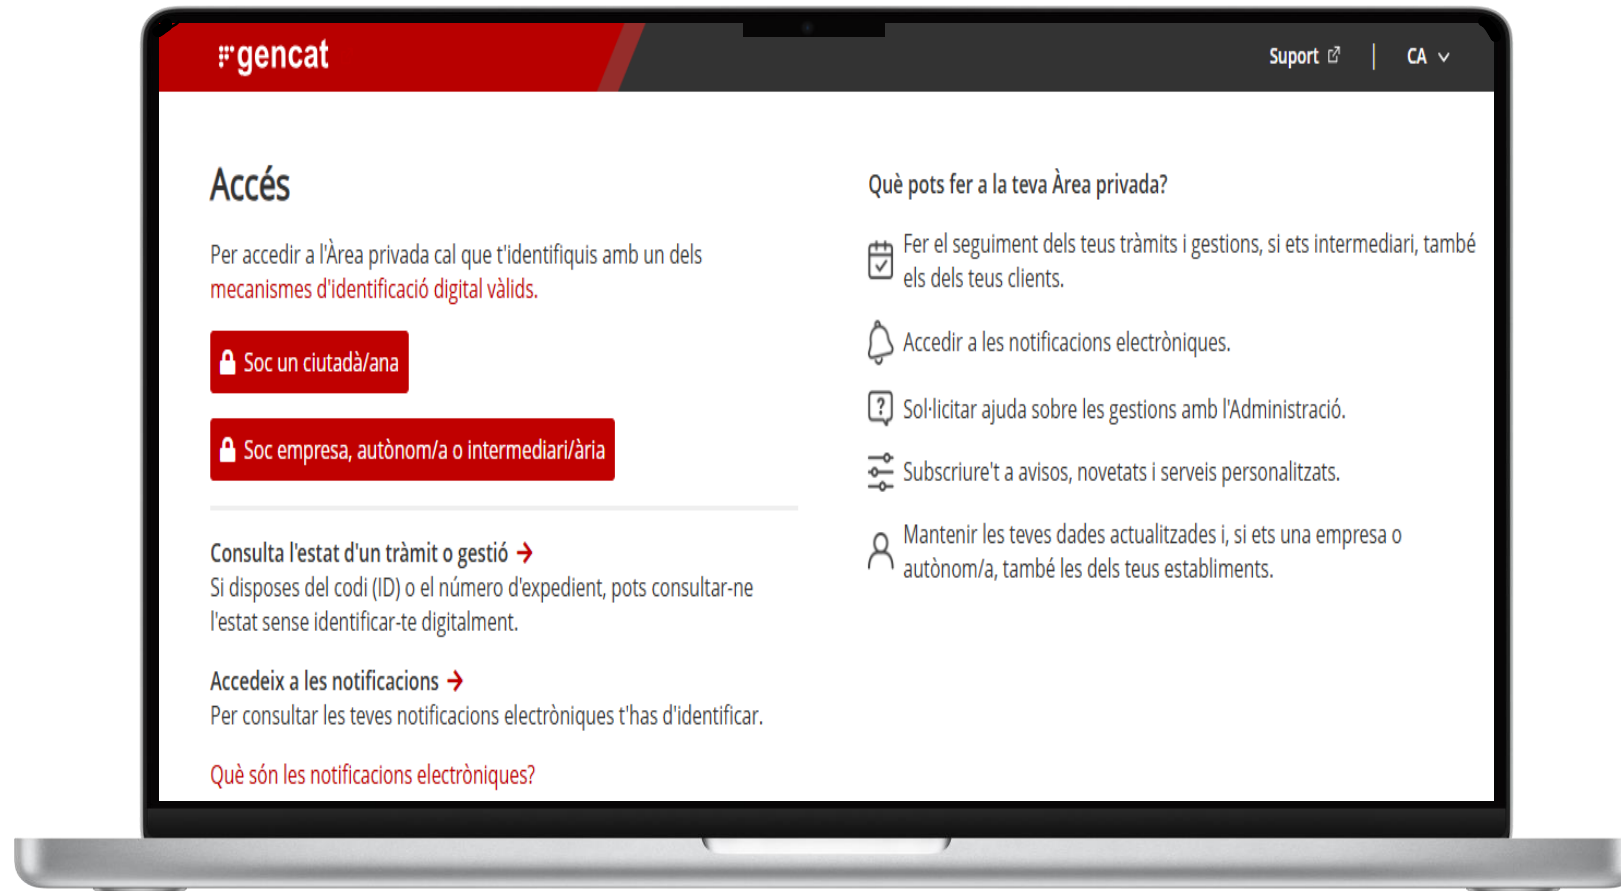 gencat
Suport
CA
Accés
Per accedir a l'Àrea privada cal que t'identifiquis amb un dels
mecanismes d'identificació digital vàlids.
Soc un ciutadà/ana
Soc empresa, autònom/a o intermediari/ària
Consulta l'estat d'un tràmit o gestió
Si disposes del codi (ID) o el número d'expedient, pots consultar-ne
l'estat sense identificar-te digitalment.
Accedeix a les notificacions
Per consultar les teves notificacions electròniques t'has d'identificar.
Què són les notificacions electròniques?
Què pots fer a la teva Àrea privada?
Fer el seguiment dels teus tràmits i gestions, si ets intermediari, també
els dels teus clients.
Accedir a les notificacions electròniques.
Sol·licitar ajuda sobre les gestions amb l'Administració.
Subscriure't a avisos, novetats i serveis personalitzats.
Mantenir les teves dades actualitzades i, si ets una empresa o
autònom/a, també les dels teus establiments.